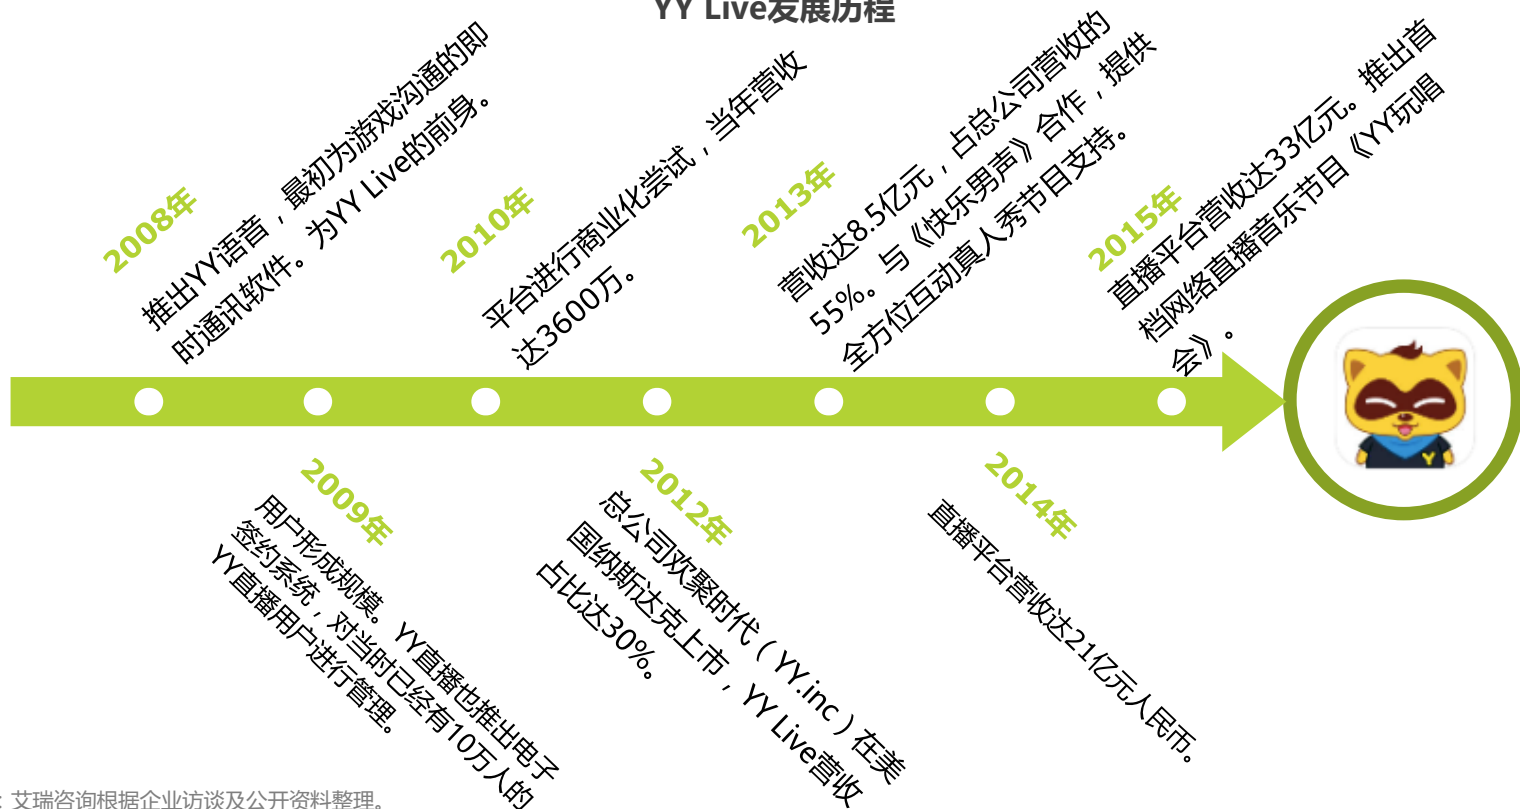 YY Live发展历程
2008年
推出YY语音，最初为游戏沟通的即
时通讯软件。为YY Live的前身。
2010年
平台进行商业化尝试，当年营收
达3600万。
2013年
营收达8.5亿元，占总公司营收的
55%。与《快乐男声》合作，提供
全方位互动真人秀节目支持。
2015年
直播平台营收达33亿元。推出首
档网络直播音乐节目《YY玩唱
会》。
2009年
用户形成规模。YY直播也推出电子
签约系统，对当时已经有10万人的
YY直播用户进行管理。
2012年
总公司欢聚时代（YY.inc）在美
国纳斯达克上市，YY Live营收
占比达30%。
2014年
直播平台营收达21亿元人民币。
：艾瑞咨询根据企业访谈及公开资料整理。